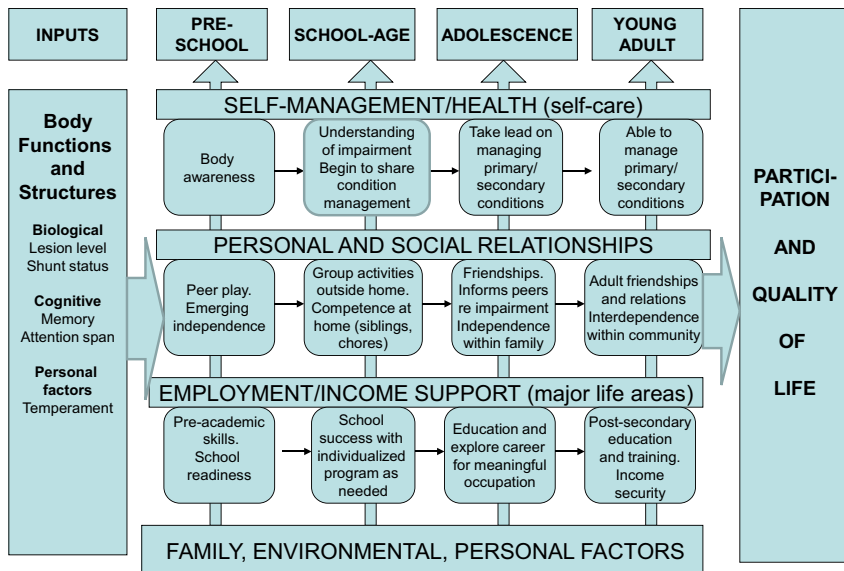 INPUTS
PRE-
SCHOOL
SCHOOL-AGE
ADOLESCENCE
YOUNG
ADULT
Body
Functions
and
Structures
Biological
Lesion level
Shunt status
Cognitive
Memory
Attention span
Personal
factors
Temperament
SELF-MANAGEMENT/HEALTH (self-care)
Body
awareness
Understanding
of impairment
Begin to share
condition
management
Take lead on
managing
primary/
secondary
conditions
Able to
manage
primary/
secondary
conditions
PERSONAL AND SOCIAL RELATIONSHIPS
Peer play.
Emerging
independence
Group activities
outside home.
Competence at
home (siblings,
chores)
Friendships.
Informs peers
re impairment
Independence
within family
Adult friendships
and relations
Interdependence
within community
EMPLOYMENT/INCOME SUPPORT (major life areas)
Pre-academic
skills.
School
readiness
School
success with
individualized
program as
needed
Education and
explore career
for meaningful
occupation
Post-secondary
education
and training.
Income
security
FAMILY, ENVIRONMENTAL, PERSONAL FACTORS
PARTICI-
PATION
AND
QUALITY
OF
LIFE